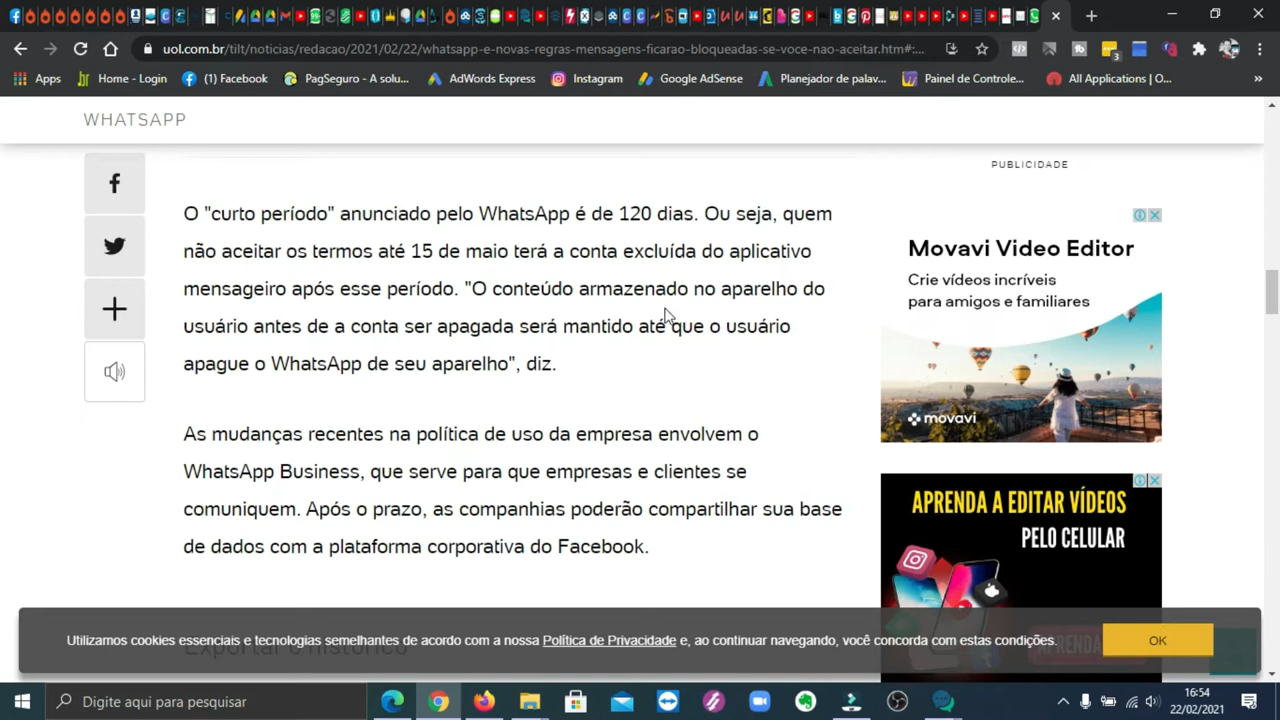 uol.com.br/tilt/noticias/redacao/2021/02/22/whatsapp-e-novas-regras-mensagens-ficarao-bloqueadas-se-voce-nao-aceitar.htm#:...
3
Apps
Home - Login
(1) Facebook
PagSeguro - A solu...
AdWords Express
Instagram
Google AdSense
Planejador de palav...
Painel de Controle...
All Applications | O...
»
WHATSAPP
PUBLICIDADE
O "curto período" anunciado pelo WhatsApp é de 120 dias. Ou seja, quem
não aceitar os termos até 15 de maio terá a conta excluída do aplicativo
mensageiro após esse período. "O conteúdo armazenado no aparelho do
usuário antes de a conta ser apagada será mantido até que o usuário
apague o WhatsApp de seu aparelho", diz.
As mudanças recentes na política de uso da empresa envolvem o
WhatsApp Business, que serve para que empresas e clientes se
comuniquem. Após o prazo, as companhias poderão compartilhar sua base
de dados com a plataforma corporativa do Facebook.
Exportar o histórico
Movavi Video Editor
Crie vídeos incríveis
para amigos e familiares
movavi
APRENDA A EDITAR VÍDEOS
PELO CELULAR
APRENDA
Utilizamos cookies essenciais e tecnologias semelhantes de acordo com a nossa Política de Privacidade e, ao continuar navegando, você concorda com estas condições.
OK
Digite aqui para pesquisar
16:54
22/02/2021